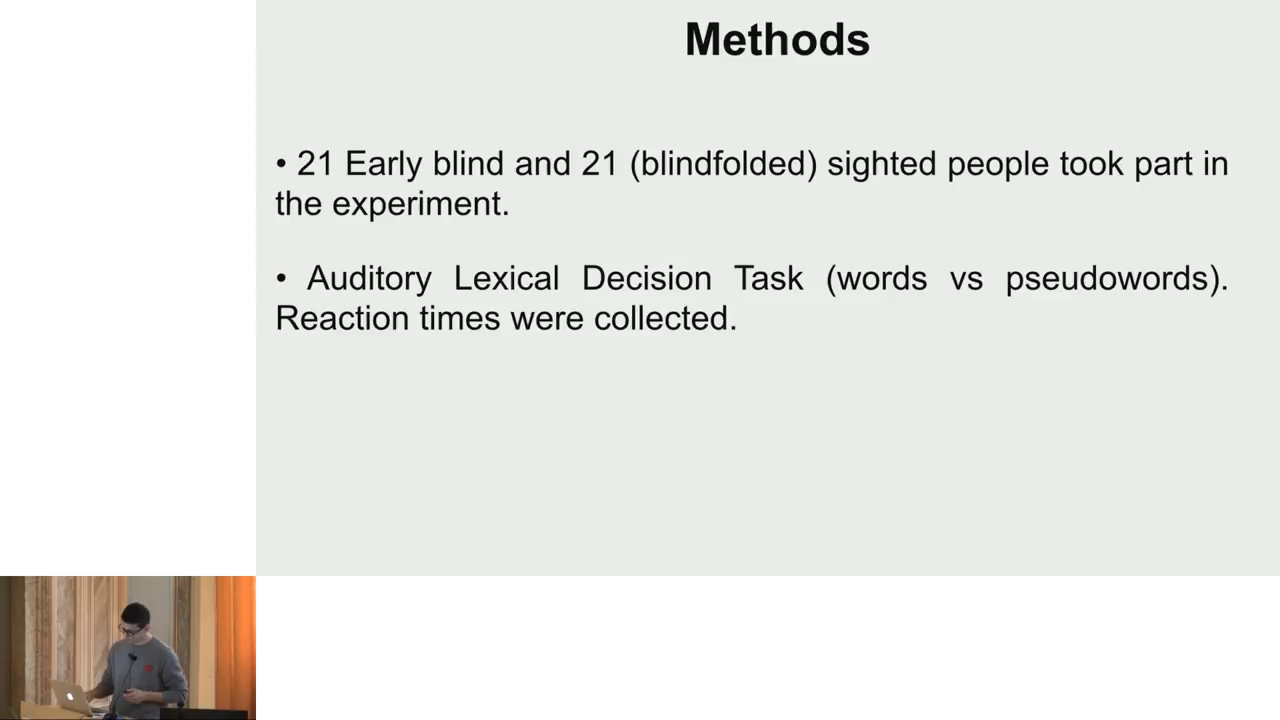 Methods
• 21 Early blind and 21 (blindfolded) sighted people took part in
the experiment.
• Auditory Lexical Decision Task (words vs pseudowords).
Reaction times were collected.